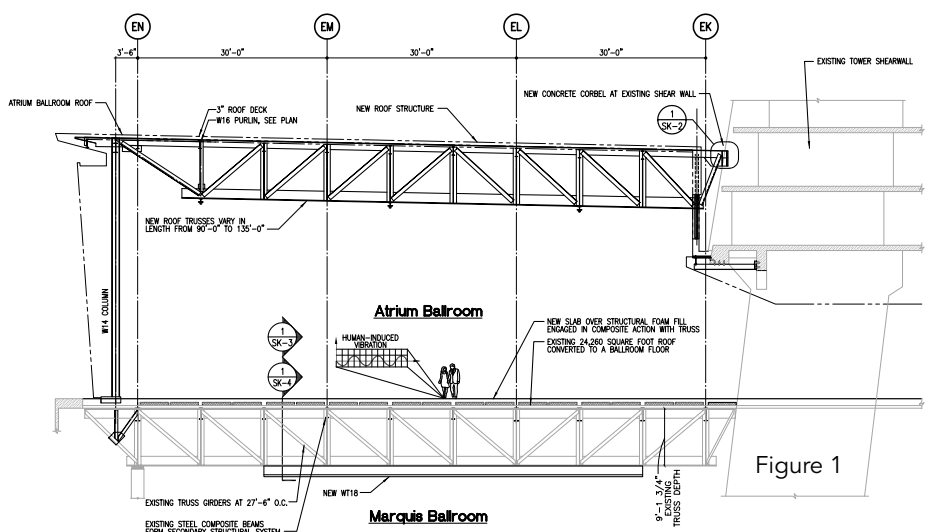 EN
EM
EL
EK
3'-6"
30'-0"
30'-0"
30'-0"
EXISTING TOWER SHEARWALL
NEW CONCRETE CORBEL AT EXISTING SHEAR WALL
ATRIUM BALLROOM ROOF
3" ROOF DECK
W16 PURLIN, SEE PLAN
NEW ROOF STRUCTURE
1
SK-2
NEW ROOF TRUSSES VARY IN
LENGTH FROM 90'-0" TO 135'-0"
W14 COLUMN
Atrium Ballroom
1
SK-3
HUMAN-INDUCED
VIBRATION
NEW SLAB OVER STRUCTURAL FOAM FILL
ENGAGED IN COMPOSITE ACTION WITH TRUSS
EXISTING 24,260 SQUARE FOOT ROOF
CONVERTED TO A BALLROOM FLOOR
1
SK-4
9'-1 3/4"
EXISTING
TRUSS DEPTH
Figure 1
EXISTING TRUSS GIRDERS AT 27'-6" O.C.
NEW WT18
EXISTING STEEL COMPOSITE BEAMS
FORM SECONDARY STRUCTURAL SYSTEM
Marquis Ballroom